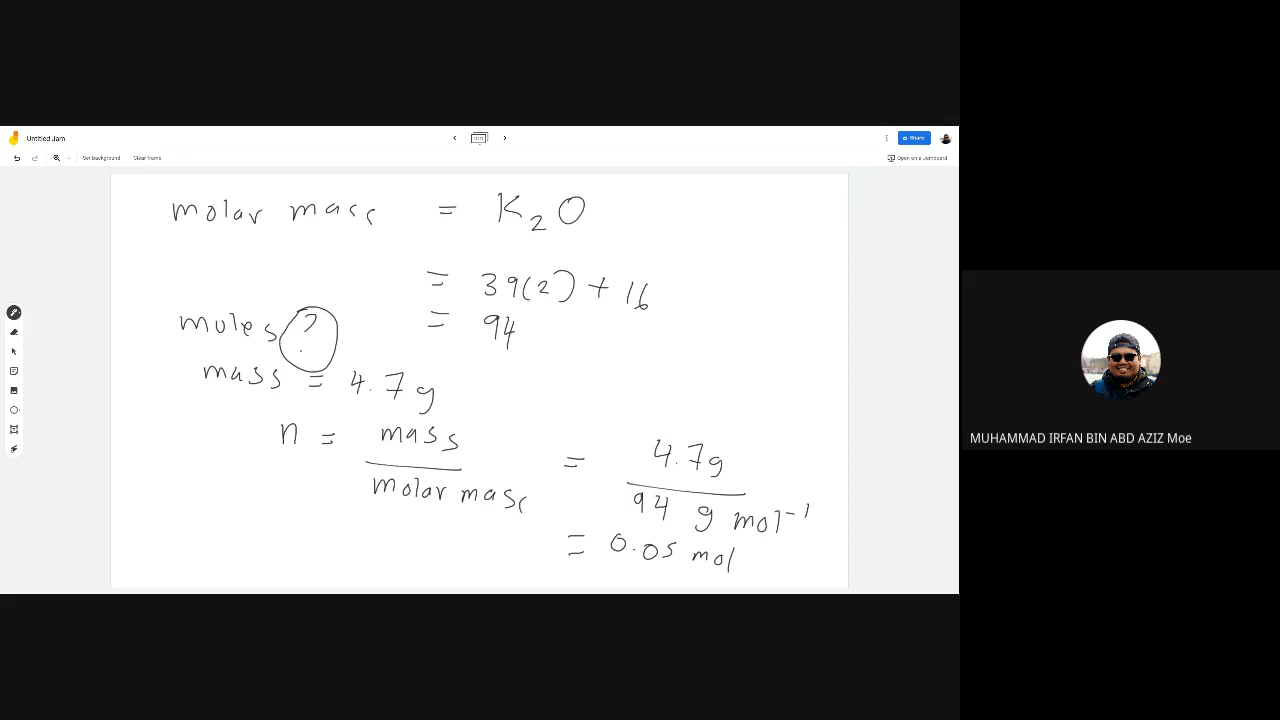 Untitled Jam
Share
Set background
Clear frame
Open on a Jamboard
molar mass = K₂O
= 39(2) + 16
= 94
moles ?
mass = 4.7g
n = mass / molar mass = 4.7g / 94 g mol⁻¹
= 0.05 mol
MUHAMMAD IRFAN BIN ABD AZIZ Moe